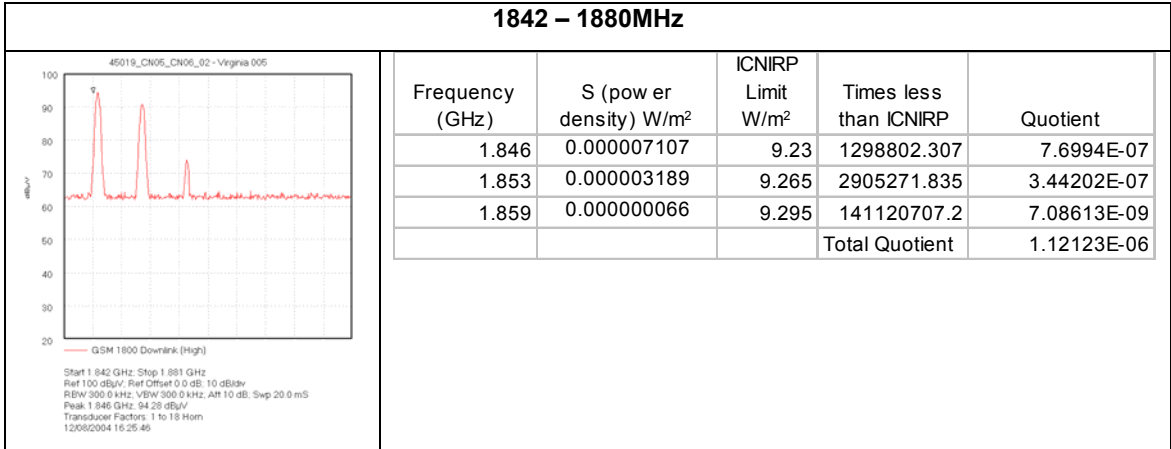 1842 – 1880MHz
45019_CN05_CN06_02 - Virginia 005
100
90
80
70
60
50
40
30
20
dBµV
GSM 1800 Downlink (High)
Start 1.842 GHz; Stop 1.881 GHz
Ref 100 dBµV; Ref Offset 0.0 dB; 10 dB/div
RBW 300.0 kHz, VBW 300.0 kHz, Att 10 dB, Swp 20.0 mS
Peak 1.846 GHz, 94.28 dBµV
Transducer Factors: 1 to 18 Horn
12/08/2004 16:25:46
Frequency (GHz) S (pow er density) W/m² ICNIRP Limit W/m² Times less than ICNIRP Quotient
1.846 0.000007107 9.23 1298802.307 7.6994E-07
1.853 0.000003189 9.265 2905271.835 3.44202E-07
1.859 0.000000066 9.295 141120707.2 7.08613E-09
Total Quotient 1.12123E-06